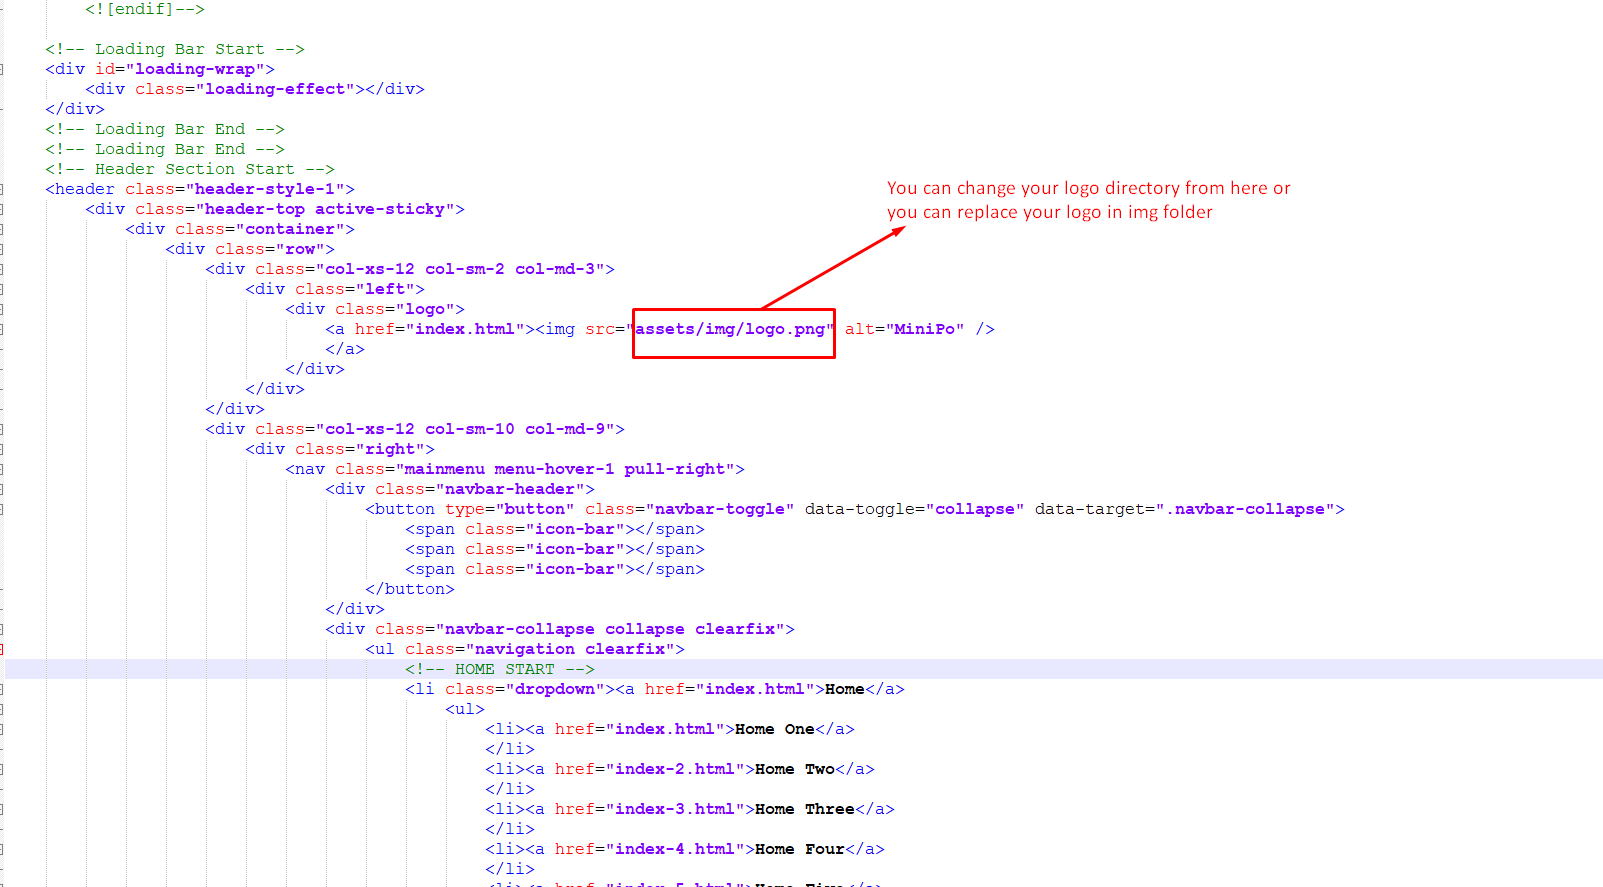 <![endif]-->
<!-- Loading Bar Start -->
<div id="loading-wrap">
<div class="loading-effect"></div>
</div>
<!-- Loading Bar End -->
<!-- Loading Bar End -->
<!-- Header Section Start -->
<header class="header-style-1">
You can change your logo directory from here or
you can replace your logo in img folder
<div class="header-top active-sticky">
<div class="container">
<div class="row">
<div class="col-xs-12 col-sm-2 col-md-3">
<div class="left">
<div class="logo">
<a href="index.html"><img src="assets/img/logo.png" alt="MiniPo" />
</a>
</div>
</div>
</div>
<div class="col-xs-12 col-sm-10 col-md-9">
<div class="right">
<nav class="mainmenu menu-hover-1 pull-right">
<div class="navbar-header">
<button type="button" class="navbar-toggle" data-toggle="collapse" data-target=".navbar-collapse">
<span class="icon-bar"></span>
<span class="icon-bar"></span>
<span class="icon-bar"></span>
</button>
</div>
<div class="navbar-collapse collapse clearfix">
<ul class="navigation clearfix">
<!-- HOME START -->
<li class="dropdown"><a href="index.html">Home</a>
<ul>
<li><a href="index.html">Home One</a>
</li>
<li><a href="index-2.html">Home Two</a>
</li>
<li><a href="index-3.html">Home Three</a>
</li>
<li><a href="index-4.html">Home Four</a>
</li>
<li><a href="index-5.html">Home Five</a>